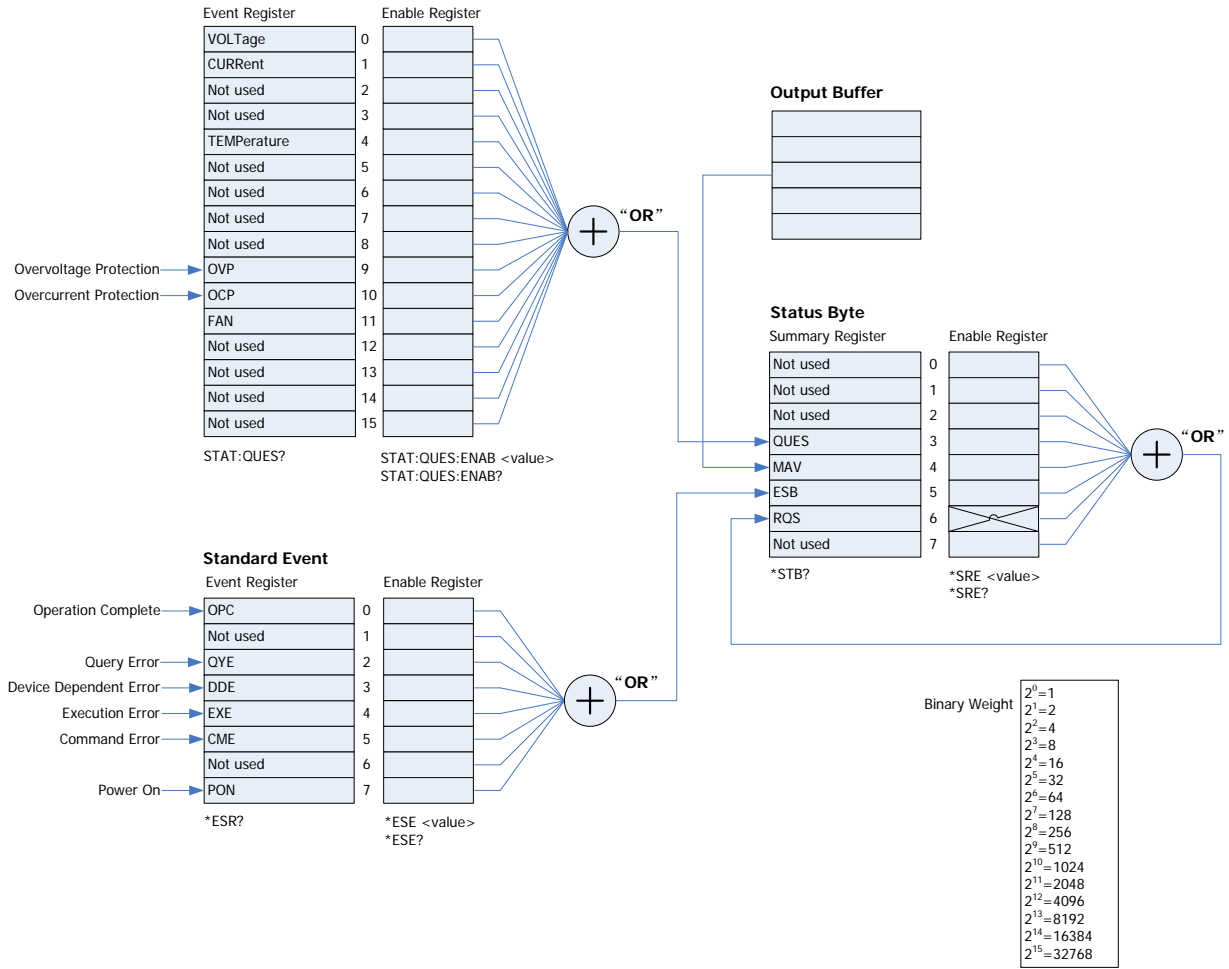 Event Register
Enable Register
VOLTage 0
CURRent 1
Not used 2
Not used 3
TEMPerature 4
Not used 5
Not used 6
Not used 7
Not used 8
Overvoltage Protection OVP 9
Overcurrent Protection OCP 10
FAN 11
Not used 12
Not used 13
Not used 14
Not used 15
STAT:QUES?
STAT:QUES:ENAB <value>
STAT:QUES:ENAB?
“OR”
Output Buffer
Status Byte
Summary Register
Enable Register
Not used 0
Not used 1
Not used 2
QUES 3
MAV 4
ESB 5
RQS 6
Not used 7
*STB?
*SRE <value>
*SRE?
“OR”
Standard Event
Event Register
Enable Register
Operation Complete OPC 0
Not used 1
Query Error QYE 2
Device Dependent Error DDE 3
Execution Error EXE 4
Command Error CME 5
Not used 6
Power On PON 7
*ESR?
*ESE <value>
*ESE?
“OR”
Binary Weight
2⁰=1
2¹=2
2²=4
2³=8
2⁴=16
2⁵=32
2⁶=64
2⁷=128
2⁸=256
2⁹=512
2¹⁰=1024
2¹¹=2048
2¹²=4096
2¹³=8192
2¹⁴=16384
2¹⁵=32768